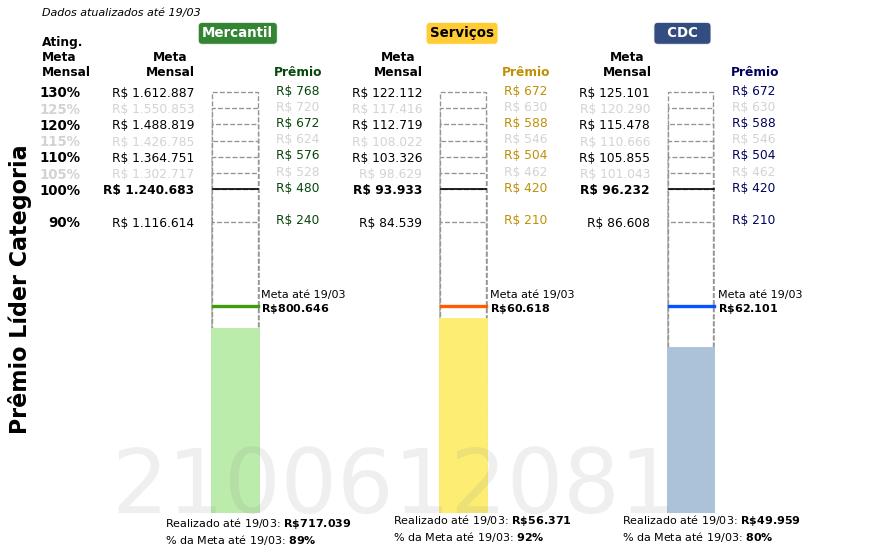 Dados atualizados até 19/03
Mercantil Serviços CDC
Ating.
Meta
Mensal
Meta
Mensal Prêmio Meta
Mensal Prêmio Meta
Mensal Prêmio
130% R$ 1.612.887 R$ 768 R$ 122.112 R$ 672 R$ 125.101 R$ 672
125% R$ 1.550.853 R$ 720 R$ 117.416 R$ 630 R$ 120.290 R$ 630
120% R$ 1.488.819 R$ 672 R$ 112.719 R$ 588 R$ 115.478 R$ 588
115% R$ 1.426.785 R$ 624 R$ 108.022 R$ 546 R$ 110.666 R$ 546
110% R$ 1.364.751 R$ 576 R$ 103.326 R$ 504 R$ 105.855 R$ 504
105% R$ 1.302.717 R$ 528 R$ 98.629 R$ 462 R$ 101.043 R$ 462
100% R$ 1.240.683 R$ 480 R$ 93.933 R$ 420 R$ 96.232 R$ 420
90% R$ 1.116.614 R$ 240 R$ 84.539 R$ 210 R$ 86.608 R$ 210
Prêmio Líder Categoria
Meta até 19/03 Meta até 19/03 Meta até 19/03
R$800.646 R$60.618 R$62.101
2100612081
Realizado até 19/03: R$717.039 Realizado até 19/03: R$56.371 Realizado até 19/03: R$49.959
% da Meta até 19/03: 89% % da Meta até 19/03: 92% % da Meta até 19/03: 80%